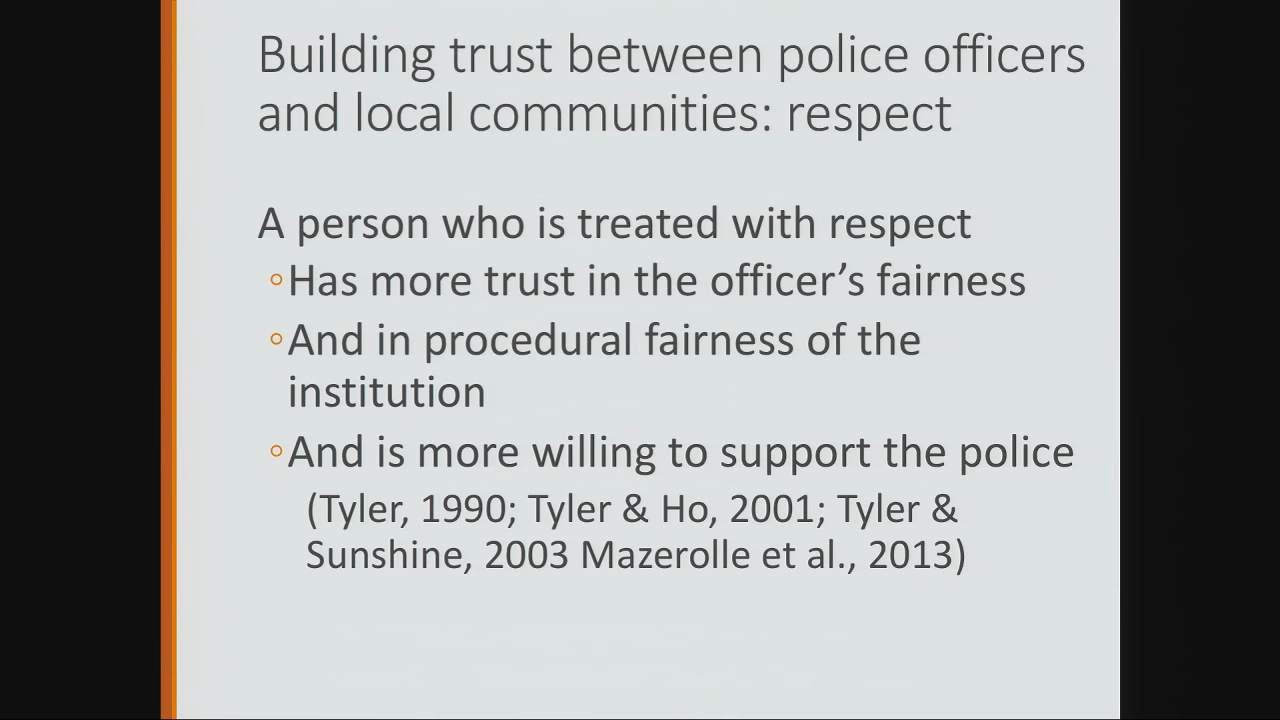 Building trust between police officers
and local communities: respect
A person who is treated with respect
◦Has more trust in the officer’s fairness
◦And in procedural fairness of the
institution
◦And is more willing to support the police
(Tyler, 1990; Tyler & Ho, 2001; Tyler &
Sunshine, 2003 Mazerolle et al., 2013)